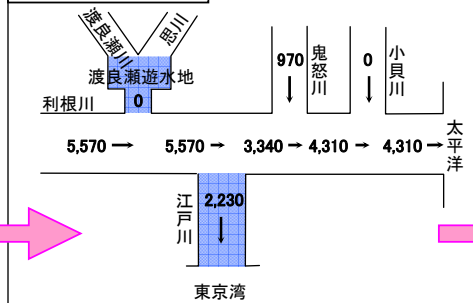 渡良瀬川
思川
渡良瀬遊水地
0
利根川
970
鬼怒川
0
小貝川
5,570
5,570
3,340
4,310
4,310
太平洋
江戸川
2,230
東京湾